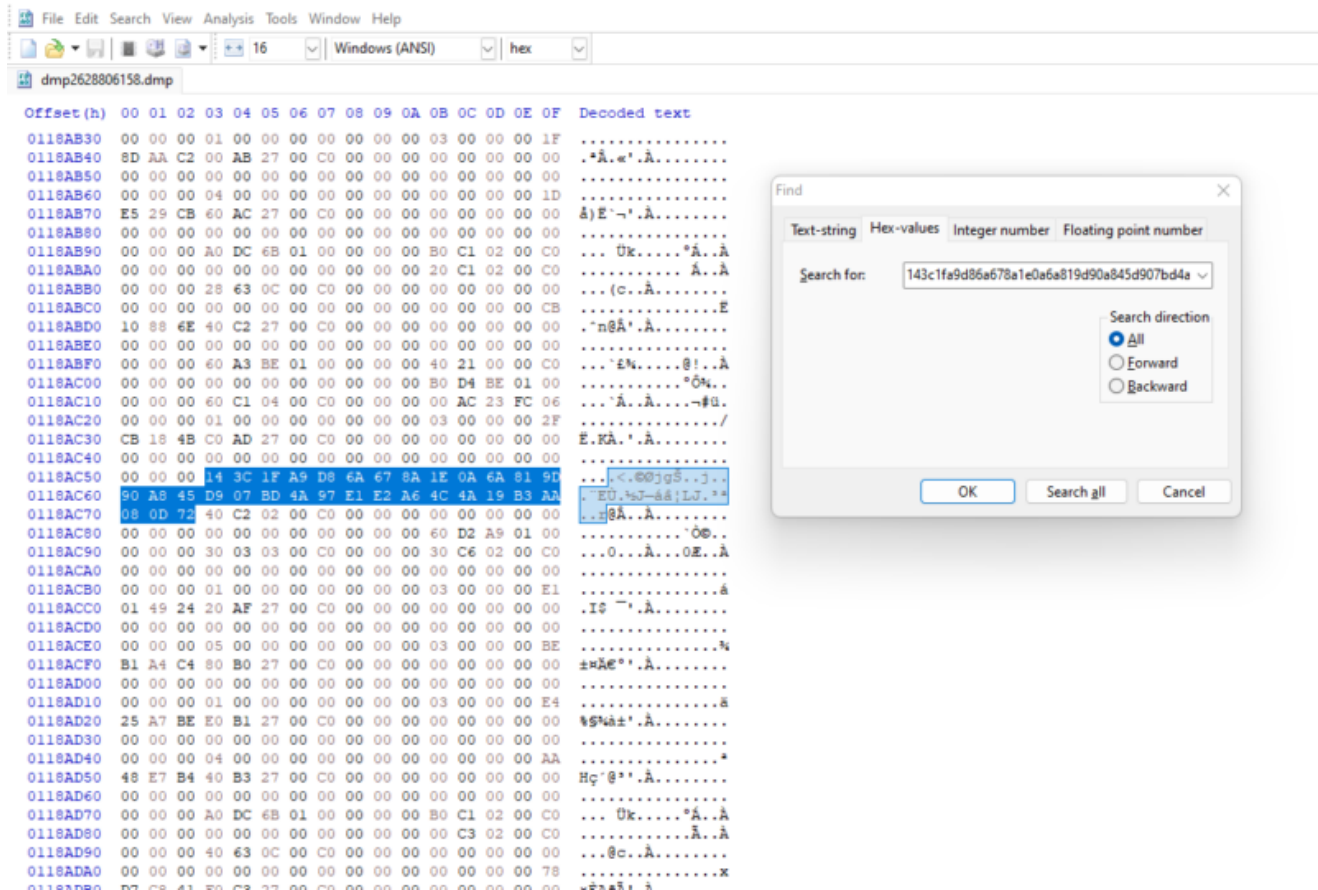 File Edit Search View Analysis Tools Window Help
16 Windows (ANSI) hex
dmp2628806158.dmp
Offset(h) 00 01 02 03 04 05 06 07 08 09 0A 0B 0C 0D 0E 0F Decoded text
0118AB30 00 00 00 01 00 00 00 00 00 00 00 03 00 00 00 1F ................
0118AB40 8D AA C2 00 AB 27 00 C0 00 00 00 00 00 00 00 00 .ªÂ.«'.À........
0118AB50 00 00 00 00 00 00 00 00 00 00 00 00 00 00 00 00 ................
0118AB60 00 00 00 04 00 00 00 00 00 00 00 00 00 00 00 1D ................
0118AB70 E5 29 CB 60 AC 27 00 C0 00 00 00 00 00 00 00 00 å)Ë`¬'.À........
0118AB80 00 00 00 00 00 00 00 00 00 00 00 00 00 00 00 00 ................
0118AB90 00 00 00 A0 DC 6B 01 00 00 00 00 B0 C1 02 00 C0 ... Ük.....°Á..À
0118ABA0 00 00 00 00 00 00 00 00 00 00 00 20 C1 02 00 C0 ........... Á..À
0118ABB0 00 00 00 28 63 0C 00 C0 00 00 00 00 00 00 00 00 ...(c..À........
0118ABC0 00 00 00 00 00 00 00 00 00 00 00 00 00 00 00 CB ...............Ë
0118ABD0 10 88 6E 40 C2 27 00 C0 00 00 00 00 00 00 00 00 .ˆn@Â'.À........
0118ABE0 00 00 00 00 00 00 00 00 00 00 00 00 00 00 00 00 ................
0118ABF0 00 00 00 60 A3 BE 01 00 00 00 00 40 21 00 00 C0 ...`£¾.....@!..À
0118AC00 00 00 00 00 00 00 00 00 00 00 00 B0 D4 BE 01 00 ...........°Ô¾..
0118AC10 00 00 00 60 C1 04 00 C0 00 00 00 00 AC 23 FC 06 ...`Á..À....¬#ü.
0118AC20 00 00 00 01 00 00 00 00 00 00 00 03 00 00 00 2F .............../
0118AC30 CB 18 4B C0 AD 27 00 C0 00 00 00 00 00 00 00 00 Ë.KÀ.'.À........
0118AC40 00 00 00 00 00 00 00 00 00 00 00 00 00 00 00 00 ................
0118AC50 00 00 00 14 3C 1F A9 D8 6A 67 8A 1E 0A 6A 81 9D ....<.©ØjgŠ..j..
0118AC60 90 A8 45 D9 07 BD 4A 97 E1 E2 A6 4C 4A 19 B3 AA .¨EÙ.½J—áâ¦LJ.³ª
0118AC70 08 0D 72 40 C2 02 00 C0 00 00 00 00 00 00 00 00 ..r@Â..À........
0118AC80 00 00 00 00 00 00 00 00 00 00 00 60 D2 A9 01 00 ...........`Ò©..
0118AC90 00 00 00 30 03 03 00 C0 00 00 00 30 C6 02 00 C0 ...0...À...0Æ..À
0118ACA0 00 00 00 00 00 00 00 00 00 00 00 00 00 00 00 00 ................
0118ACB0 00 00 00 01 00 00 00 00 00 00 00 03 00 00 00 E1 ...............á
0118ACC0 01 49 24 20 AF 27 00 C0 00 00 00 00 00 00 00 00 .I$ ¯'.À........
0118ACD0 00 00 00 00 00 00 00 00 00 00 00 00 00 00 00 00 ................
0118ACE0 00 00 00 05 00 00 00 00 00 00 00 03 00 00 00 BE ...............¾
0118ACF0 B1 A4 C4 80 B0 27 00 C0 00 00 00 00 00 00 00 00 ±¤Ä€°'.À........
0118AD00 00 00 00 00 00 00 00 00 00 00 00 00 00 00 00 00 ................
0118AD10 00 00 00 01 00 00 00 00 00 00 00 03 00 00 00 E4 ...............ä
0118AD20 25 A7 BE E0 B1 27 00 C0 00 00 00 00 00 00 00 00 %§¾à±'.À........
0118AD30 00 00 00 00 00 00 00 00 00 00 00 00 00 00 00 00 ................
0118AD40 00 00 00 04 00 00 00 00 00 00 00 00 00 00 00 AA ...............ª
0118AD50 48 E7 B4 40 B3 27 00 C0 00 00 00 00 00 00 00 00 Hç´@³'.À........
0118AD60 00 00 00 00 00 00 00 00 00 00 00 00 00 00 00 00 ................
0118AD70 00 00 00 A0 DC 6B 01 00 00 00 00 B0 C1 02 00 C0 ... Ük.....°Á..À
0118AD80 00 00 00 00 00 00 00 00 00 00 00 00 C3 02 00 C0 ............Ã..À
0118AD90 00 00 00 40 63 0C 00 C0 00 00 00 00 00 00 00 00 ...@c..À........
0118ADA0 00 00 00 00 00 00 00 00 00 00 00 00 00 00 00 78 ...............x
Find
Text-string Hex-values Integer number Floating point number
Search for: 143c1fa9d86a678a1e0a6a819d90a845d907bd4a
Search direction
All
Forward
Backward
OK Search all Cancel